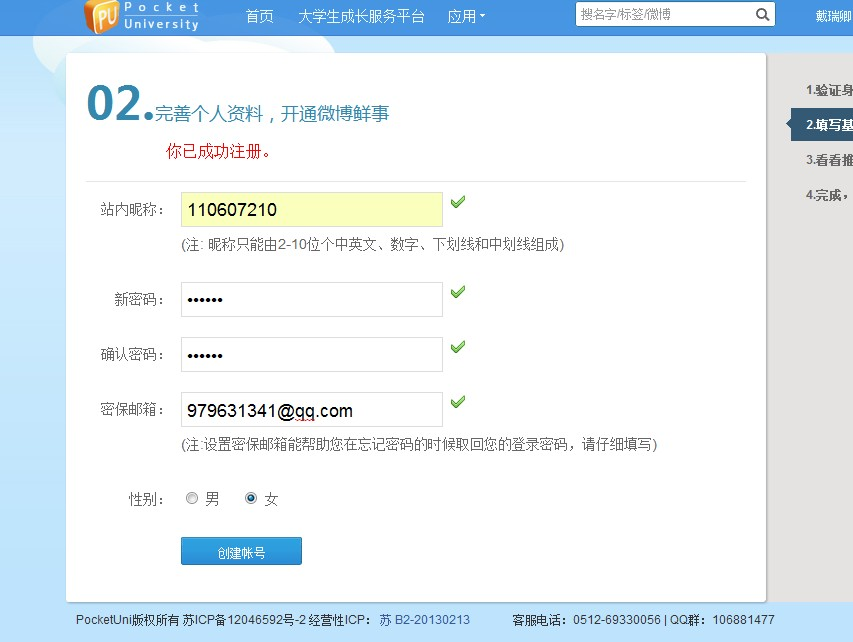 Pocket University
首页 大学生成长服务平台 应用 搜名字/标签/微博 戴瑞卿
02.完善个人资料，开通微博鲜事
你已成功注册。
1.验证身
2.填写基
3.看看推
4.完成，
站内昵称： 110607210
(注: 昵称只能由2-10位个中英文、数字、下划线和中划线组成)
新密码： ••••••
确认密码： ••••••
密保邮箱： 979631341@qq.com
(注:设置密保邮箱能帮助您在忘记密码的时候取回您的登录密码，请仔细填写)
性别： 男 女
创建帐号
PocketUni版权所有 苏ICP备12046592号-2 经营性ICP： 苏 B2-20130213 客服电话：0512-69330056 | QQ群：106881477